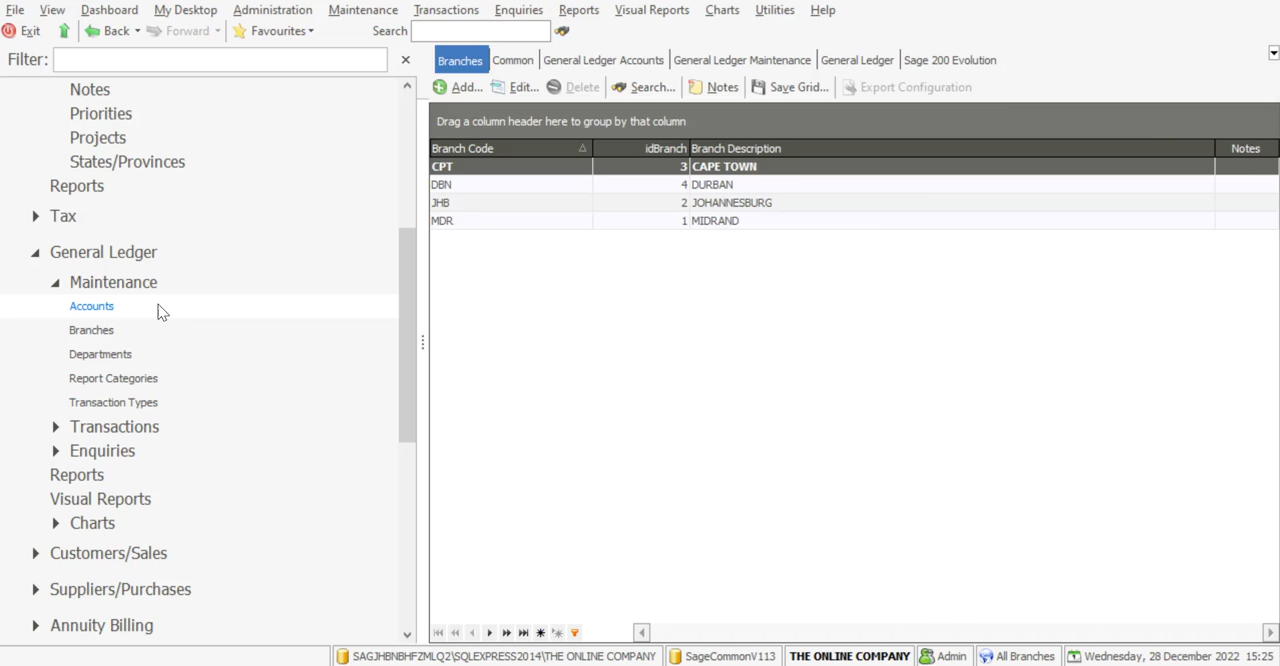 File View Dashboard My Desktop Administration Maintenance Transactions Enquiries Reports Visual Reports Charts Utilities Help
Exit Back Forward Favourites Search
Filter:
Notes
Priorities
Projects
States/Provinces
Reports
Tax
General Ledger
Maintenance
Accounts
Branches
Departments
Report Categories
Transaction Types
Transactions
Enquiries
Reports
Visual Reports
Charts
Customers/Sales
Suppliers/Purchases
Annuity Billing
Branches Common General Ledger Accounts General Ledger Maintenance General Ledger Sage 200 Evolution
Add... Edit... Delete Search... Notes Save Grid... Export Configuration
Drag a column header here to group by that column
Branch Code idBranch Branch Description Notes
CPT 3 CAPE TOWN
DBN 4 DURBAN
JHB 2 JOHANNESBURG
MDR 1 MIDRAND
SAGJHBNBHFZMLQ2\SQLEXPRESS2014\THE ONLINE COMPANY SageCommonV113 THE ONLINE COMPANY Admin All Branches Wednesday, 28 December 2022 15:25